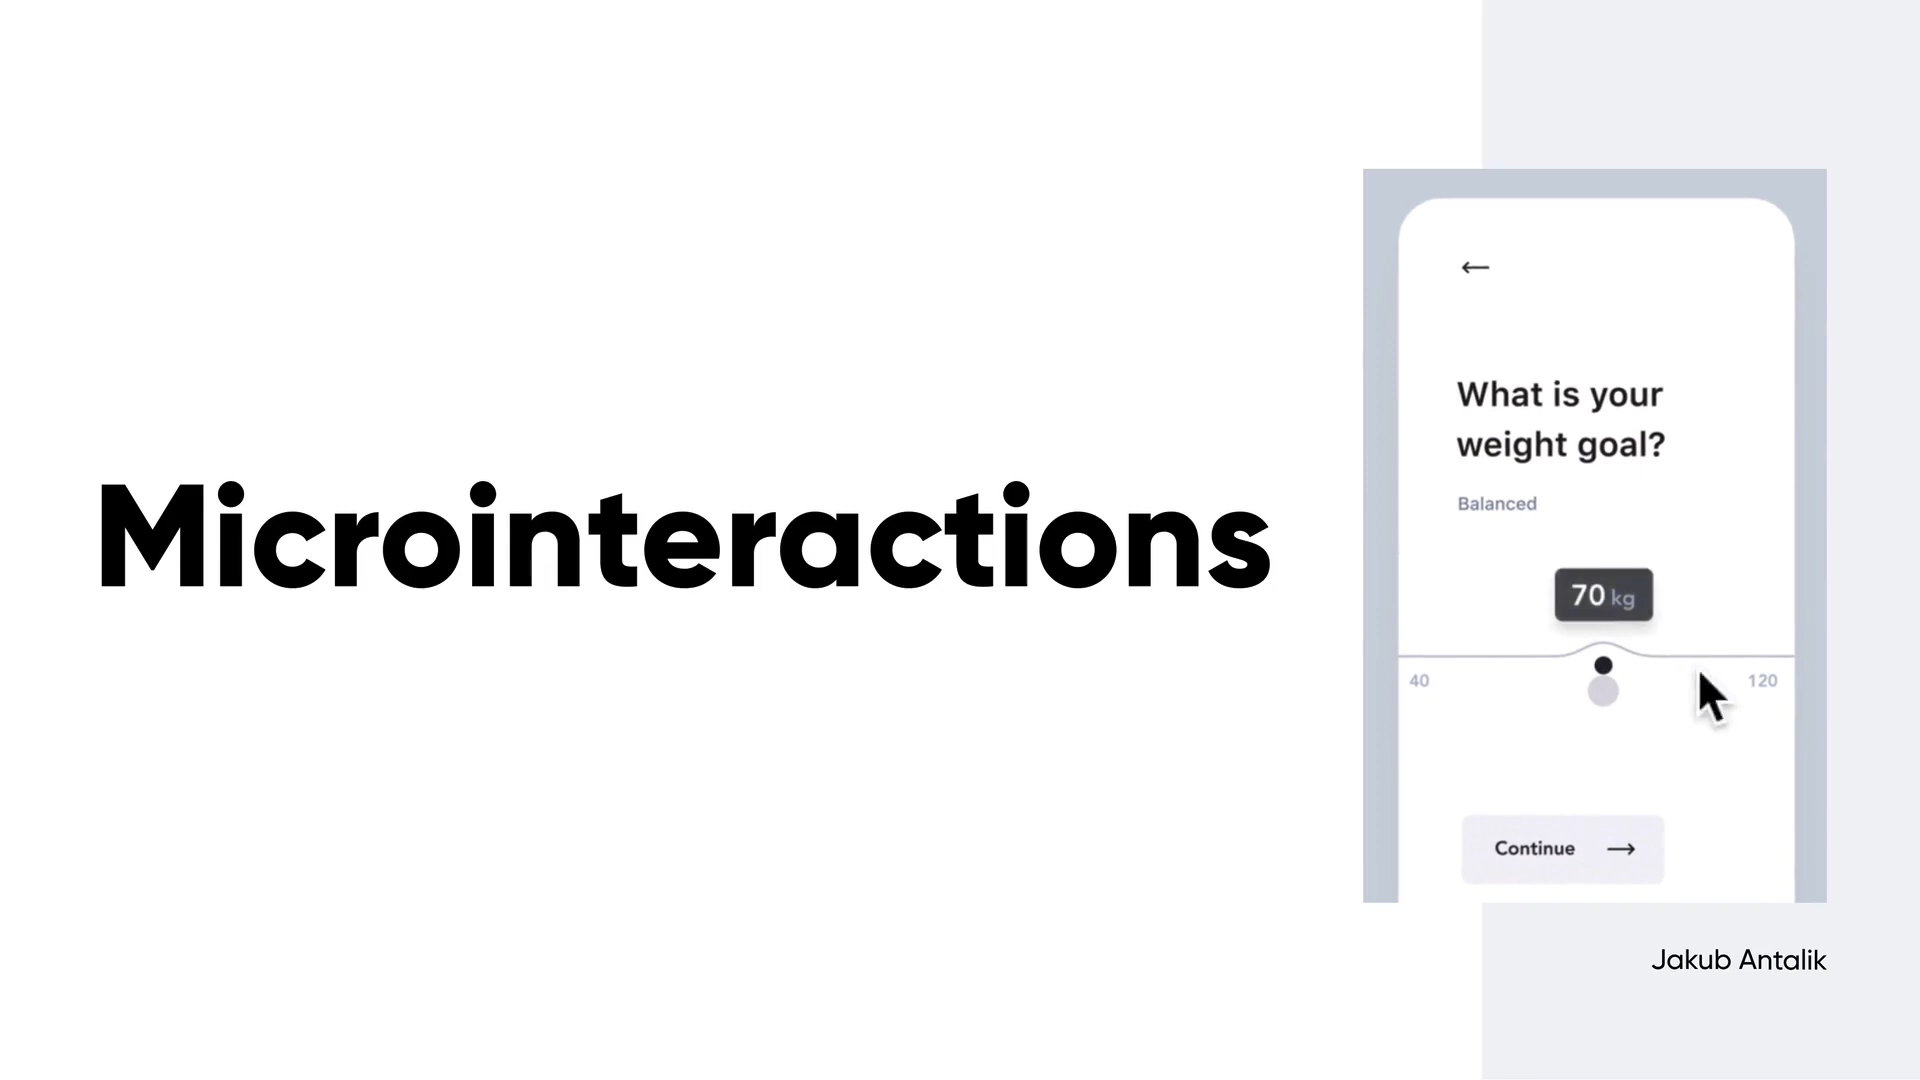 Microinteractions
What is your
weight goal?
Balanced
70 kg
40
120
Continue
Jakub Antalik